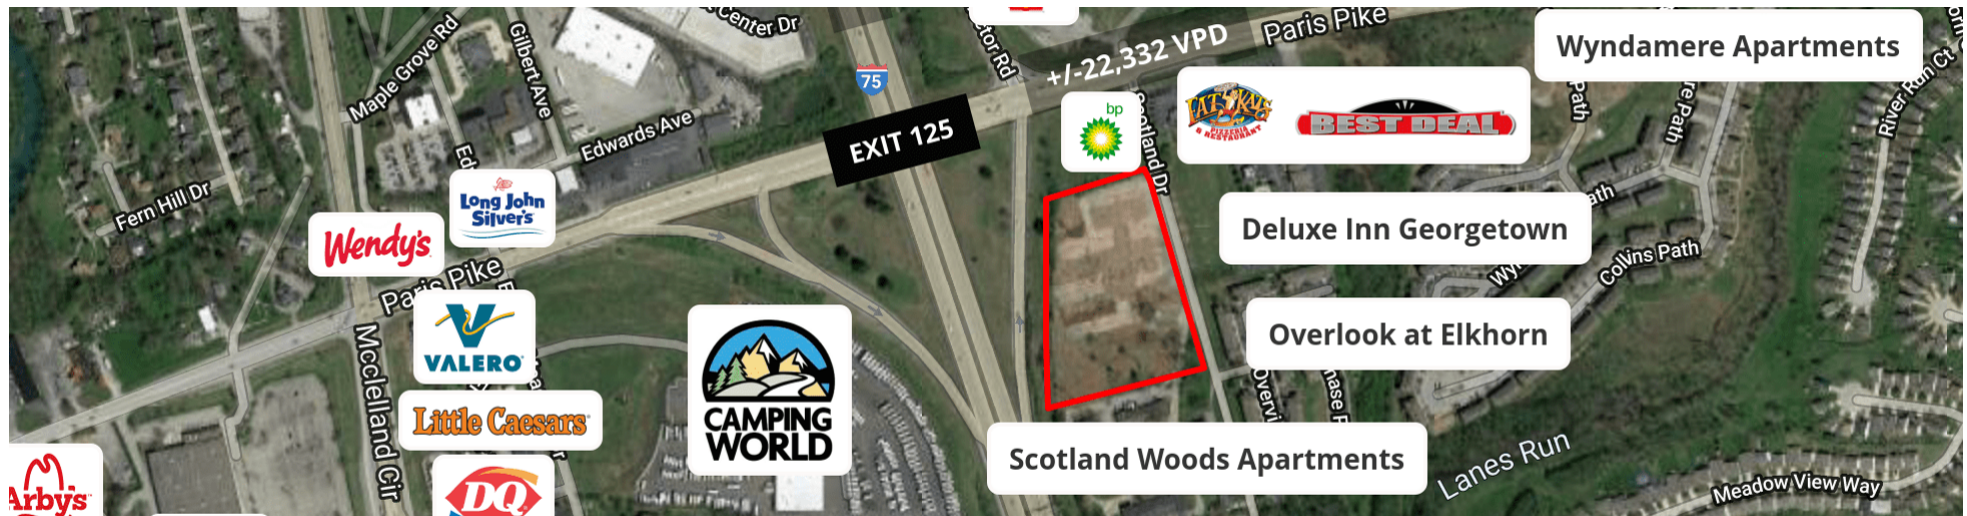 Center Dr
Paris Pike
Wyndamere Apartments
Maple Grove Rd
Gilbert Ave
75
+/-22,332 VPD
bp
FAT KATS
PIZZERIA
& RESTAURANT
BEST DEAL
River Run Ct
Path
Edwards Ave
EXIT 125
Scotland Dr
Fern Hill Dr
Long John
Silver's
Wendy's
Deluxe Inn Georgetown
Collins Path
Paris Pike
VALERO
Overlook at Elkhorn
Mcclelland Cir
Little Caesars
CAMPING
WORLD
Scotland Woods Apartments
Lanes Run
Meadow View Way
Arby's
DQ